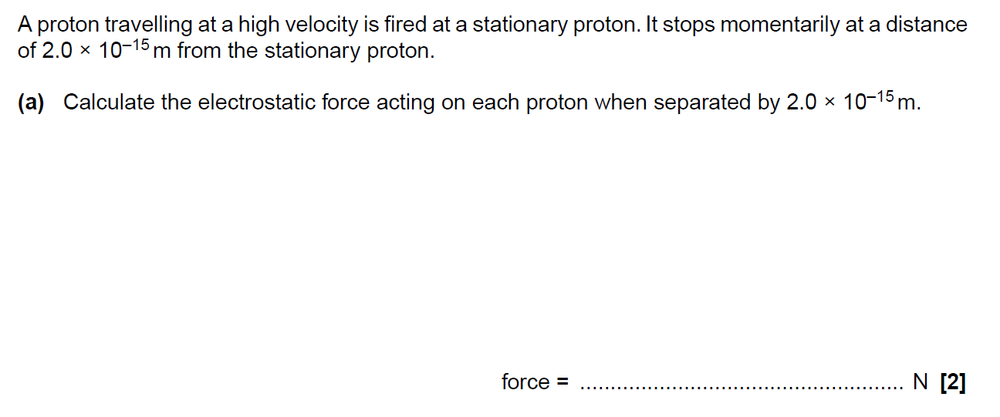 A proton travelling at a high velocity is fired at a stationary proton. It stops momentarily at a distance
of 2.0 × 10⁻¹⁵ m from the stationary proton.
(a) Calculate the electrostatic force acting on each proton when separated by 2.0 × 10⁻¹⁵ m.
force = ..................................................... N [2]